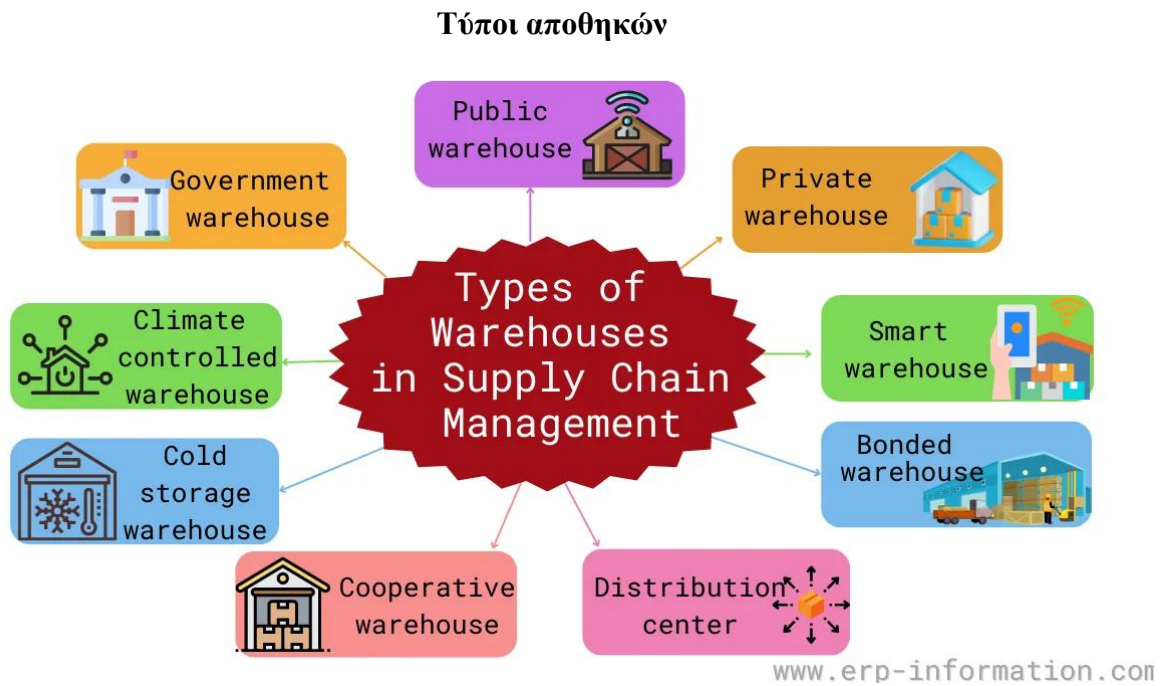 Τύποι αποθηκών
Public
warehouse
Government
warehouse
Private
warehouse
Types of
Warehouses
in Supply Chain
Management
Climate
controlled
warehouse
Smart
warehouse
Cold
storage
warehouse
Bonded
warehouse
Cooperative
warehouse
Distribution
center
www.erp-information.com